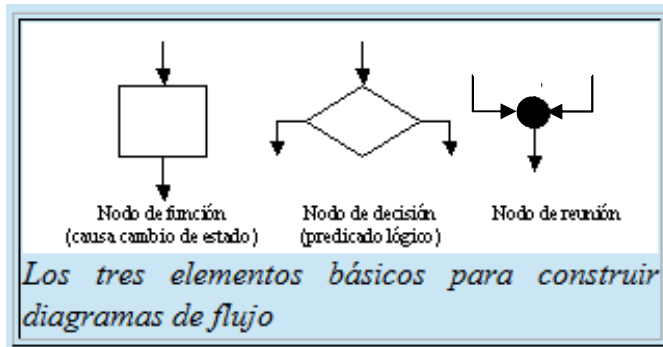 Nodo de función
(causa cambio de estado)
Nodo de decisión
(predicado lógico)
Nodo de reunión
Los tres elementos básicos para construir
diagramas de flujo